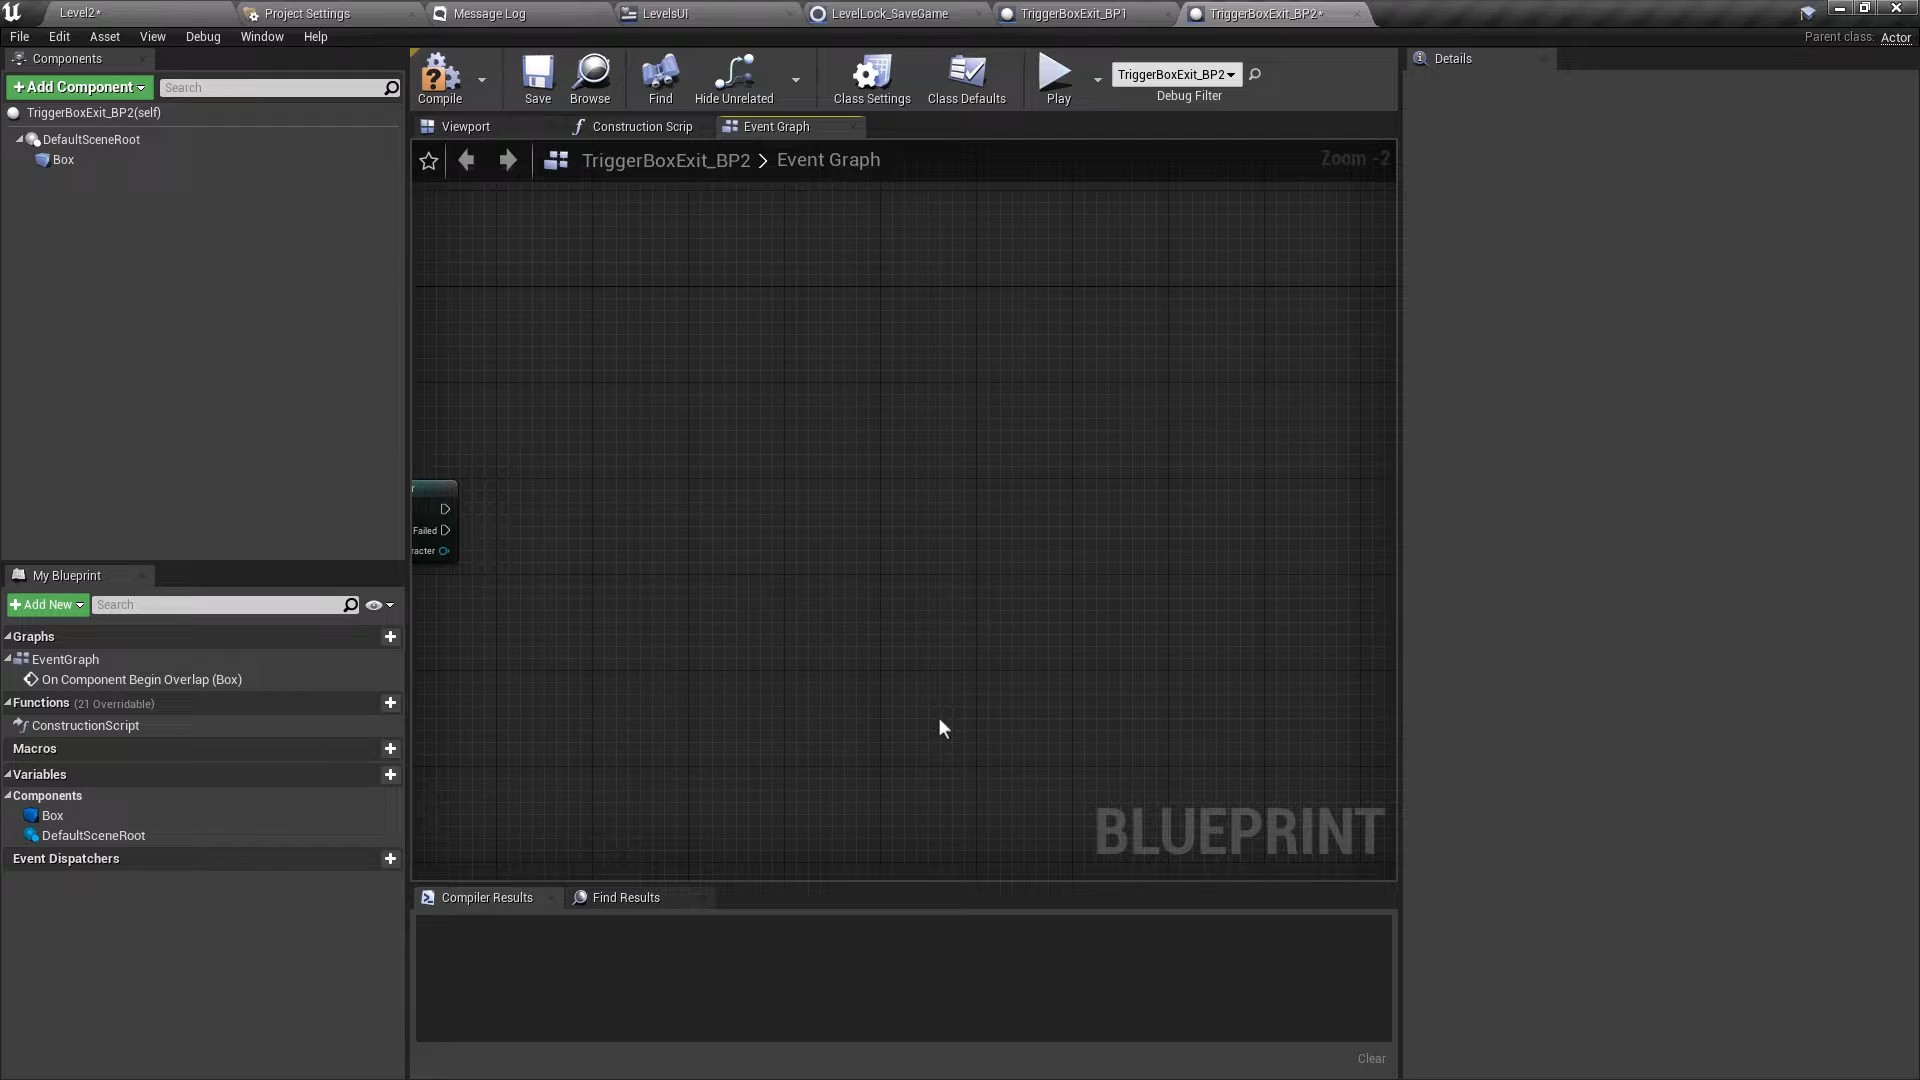 Level2*
Project Settings
Message Log
LevelsUI
LevelLock_SaveGame
TriggerBoxExit_BP1
TriggerBoxExit_BP2*
File Edit Asset View Debug Window Help
Parent class: Actor
Components
+Add Component
Search
TriggerBoxExit_BP2(self)
DefaultSceneRoot
Box
Compile
Save
Browse
Find
Hide Unrelated
Class Settings
Class Defaults
Play
TriggerBoxExit_BP2
Debug Filter
Details
Viewport
Construction Scrip
Event Graph
TriggerBoxExit_BP2 > Event Graph
Zoom -2
r
Failed
racter
BLUEPRINT
My Blueprint
+Add New
Search
Graphs
EventGraph
On Component Begin Overlap (Box)
Functions (21 Overridable)
ConstructionScript
Macros
Variables
Components
Box
DefaultSceneRoot
Event Dispatchers
Compiler Results
Find Results
Clear